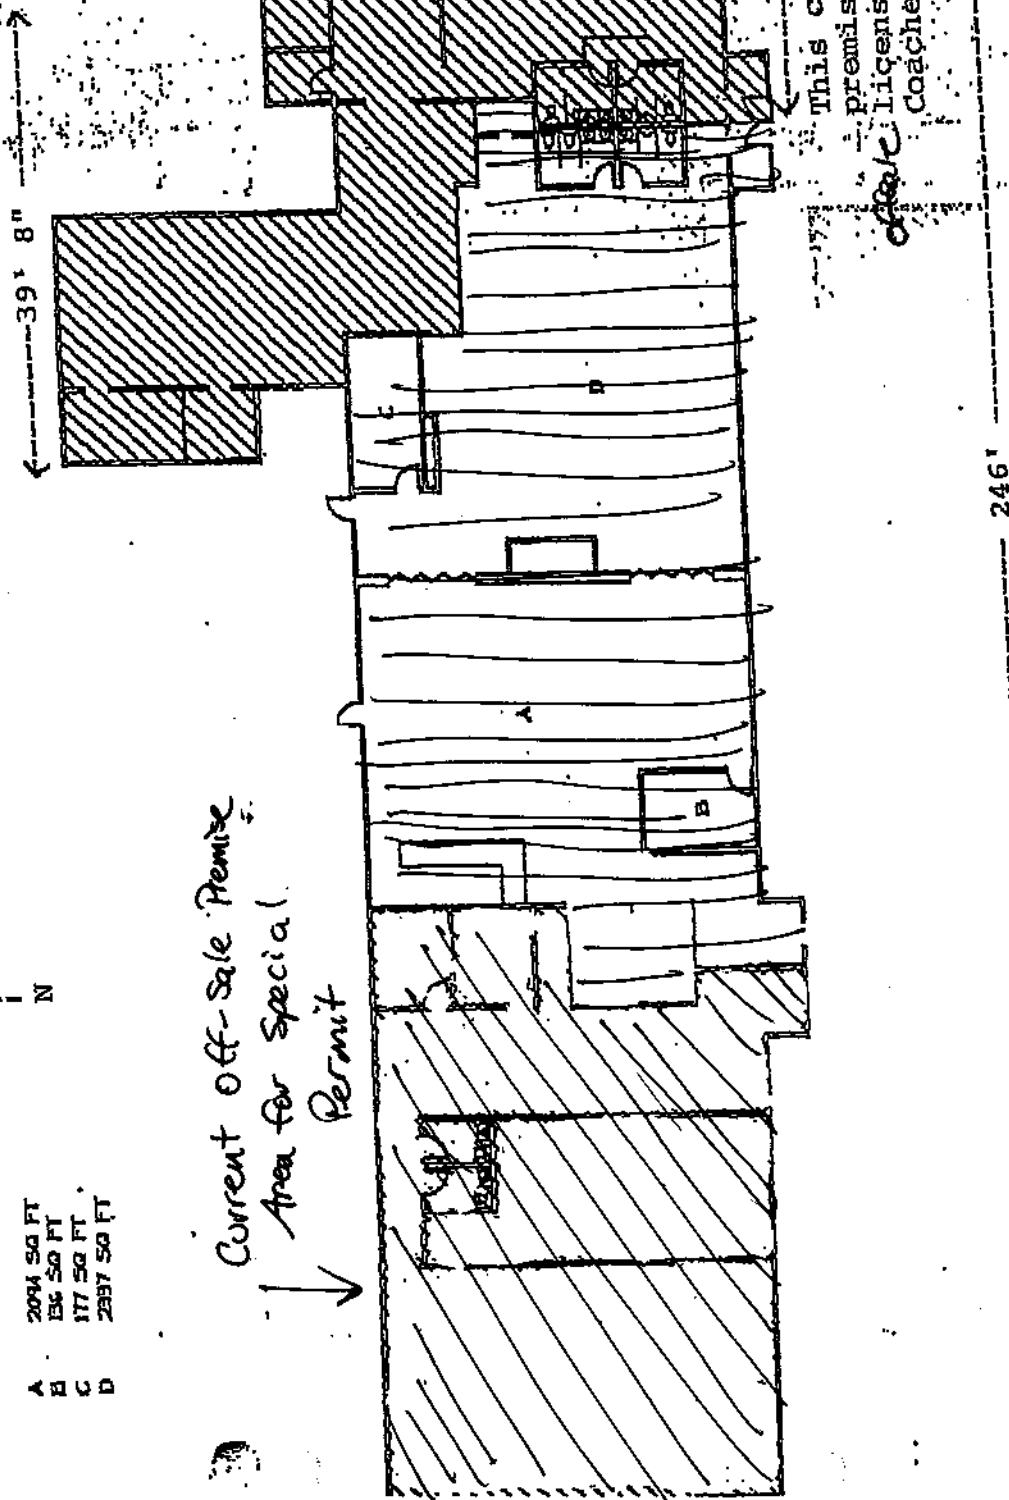 39' 8"
This c
premis
offsale licens
Coache
246'
N
A 2094 SQ FT
B 136 SQ FT
C 177 SQ FT
D 2397 SQ FT
Current Off-Sale Premise
Area for Special
Permit
C
D
A
B